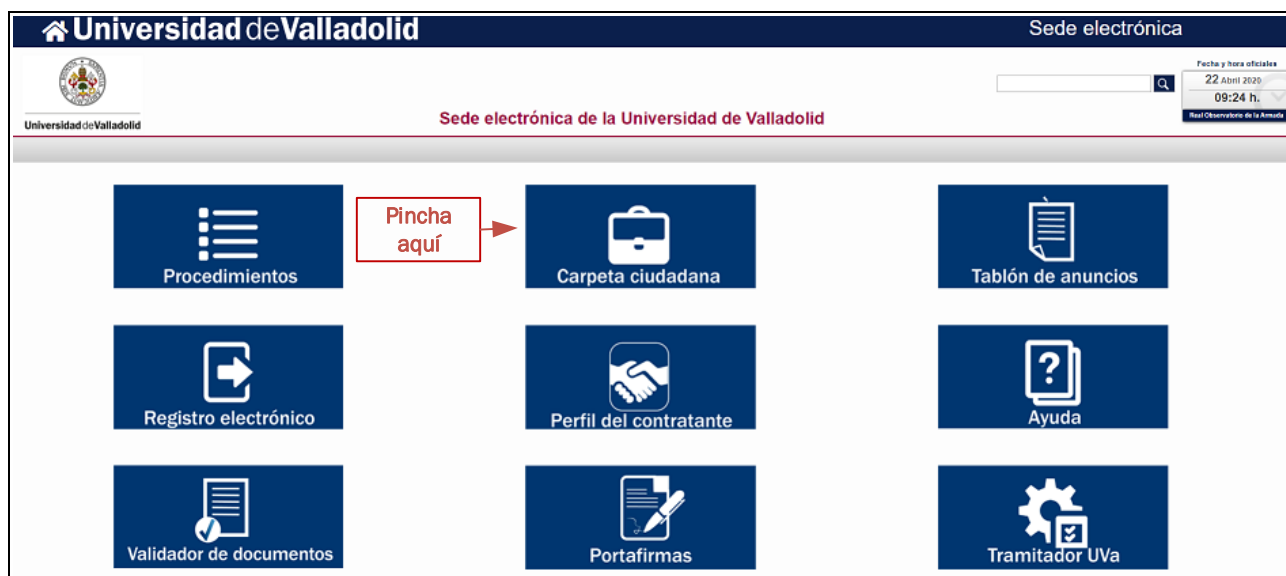 Universidad de Valladolid
Sede electrónica
Fecha y hora oficiales
22 Abril 2020
09:24 h.
Real Observatorio de la Armada
Universidad de Valladolid
Sede electrónica de la Universidad de Valladolid
Procedimientos
Pincha
aquí
Carpeta ciudadana
Tablón de anuncios
Registro electrónico
Perfil del contratante
?
Ayuda
Validador de documentos
Portafirmas
Tramitador UVa